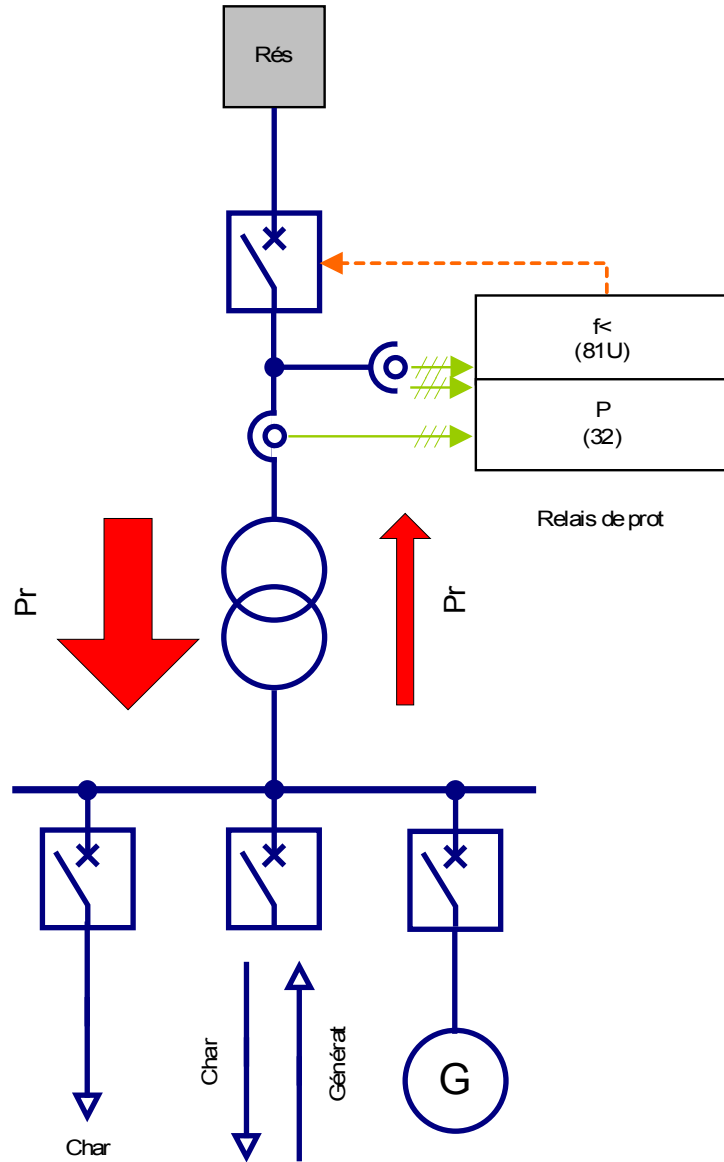 Rés
f<
(81U)
P
(32)
Relais de prot
Pr
Pr
Char
Générat
G
Char